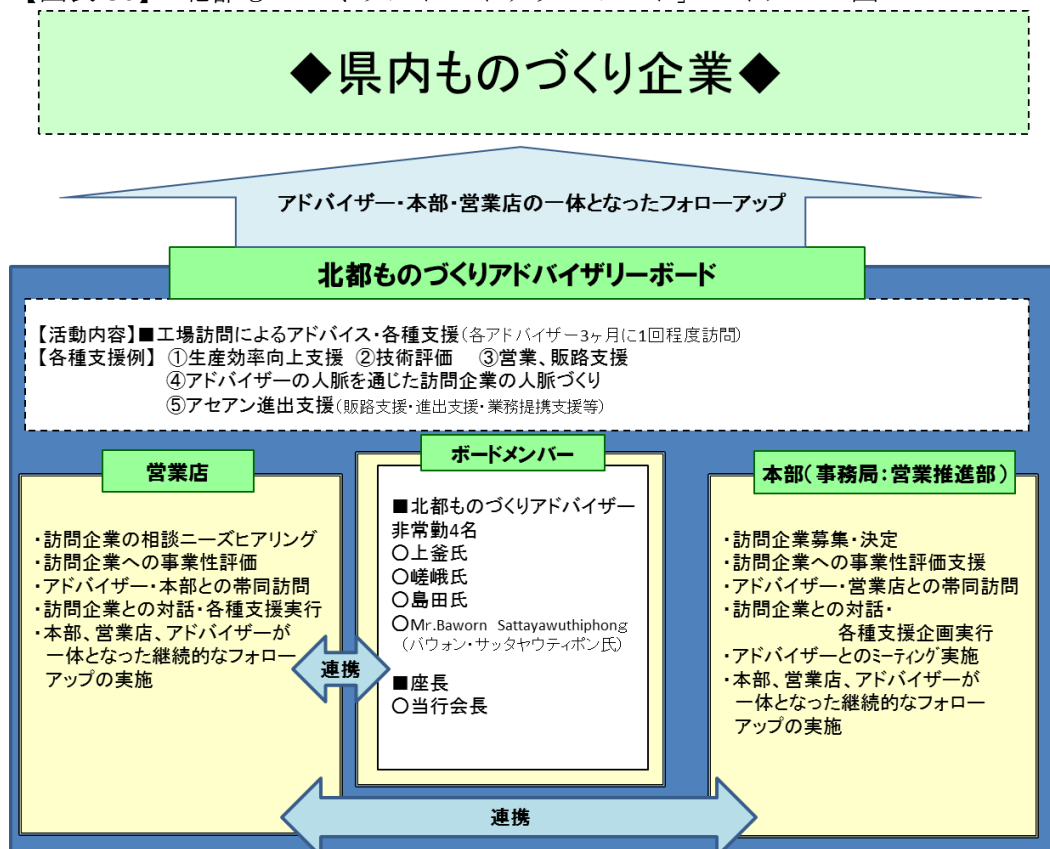 ◆県内ものづくり企業◆
アドバイザー・本部・営業店の一体となったフォローアップ
北都ものづくりアドバイザリーボード
【活動内容】■工場訪問によるアドバイス・各種支援(各アドバイザー3ヶ月に1回程度訪問)
【各種支援例】 ①生産効率向上支援 ②技術評価 ③営業、販路支援
④アドバイザーの人脈を通じた訪問企業の人脈づくり
⑤アセアン進出支援(販路支援・進出支援・業務提携支援等)
営業店
・訪問企業の相談ニーズヒアリング
・訪問企業への事業性評価
・アドバイザー・本部との帯同訪問
・訪問企業との対話・各種支援実行
・本部、営業店、アドバイザーが
一体となった継続的なフォロー
アップの実施
連携
ボードメンバー
■北都ものづくりアドバイザー
非常勤4名
○上釜氏
○嵯峨氏
○島田氏
○Mr.Baworn Sattayawuthiphong
(バウォン・サッタヤウティポン氏)
■座長
○当行会長
本部(事務局:営業推進部)
・訪問企業募集・決定
・訪問企業への事業性評価支援
・アドバイザー・営業店との帯同訪問
・訪問企業との対話・
各種支援企画実行
・アドバイザーとのミーティング実施
・本部、営業店、アドバイザーが
一体となった継続的なフォロー
アップの実施
連携